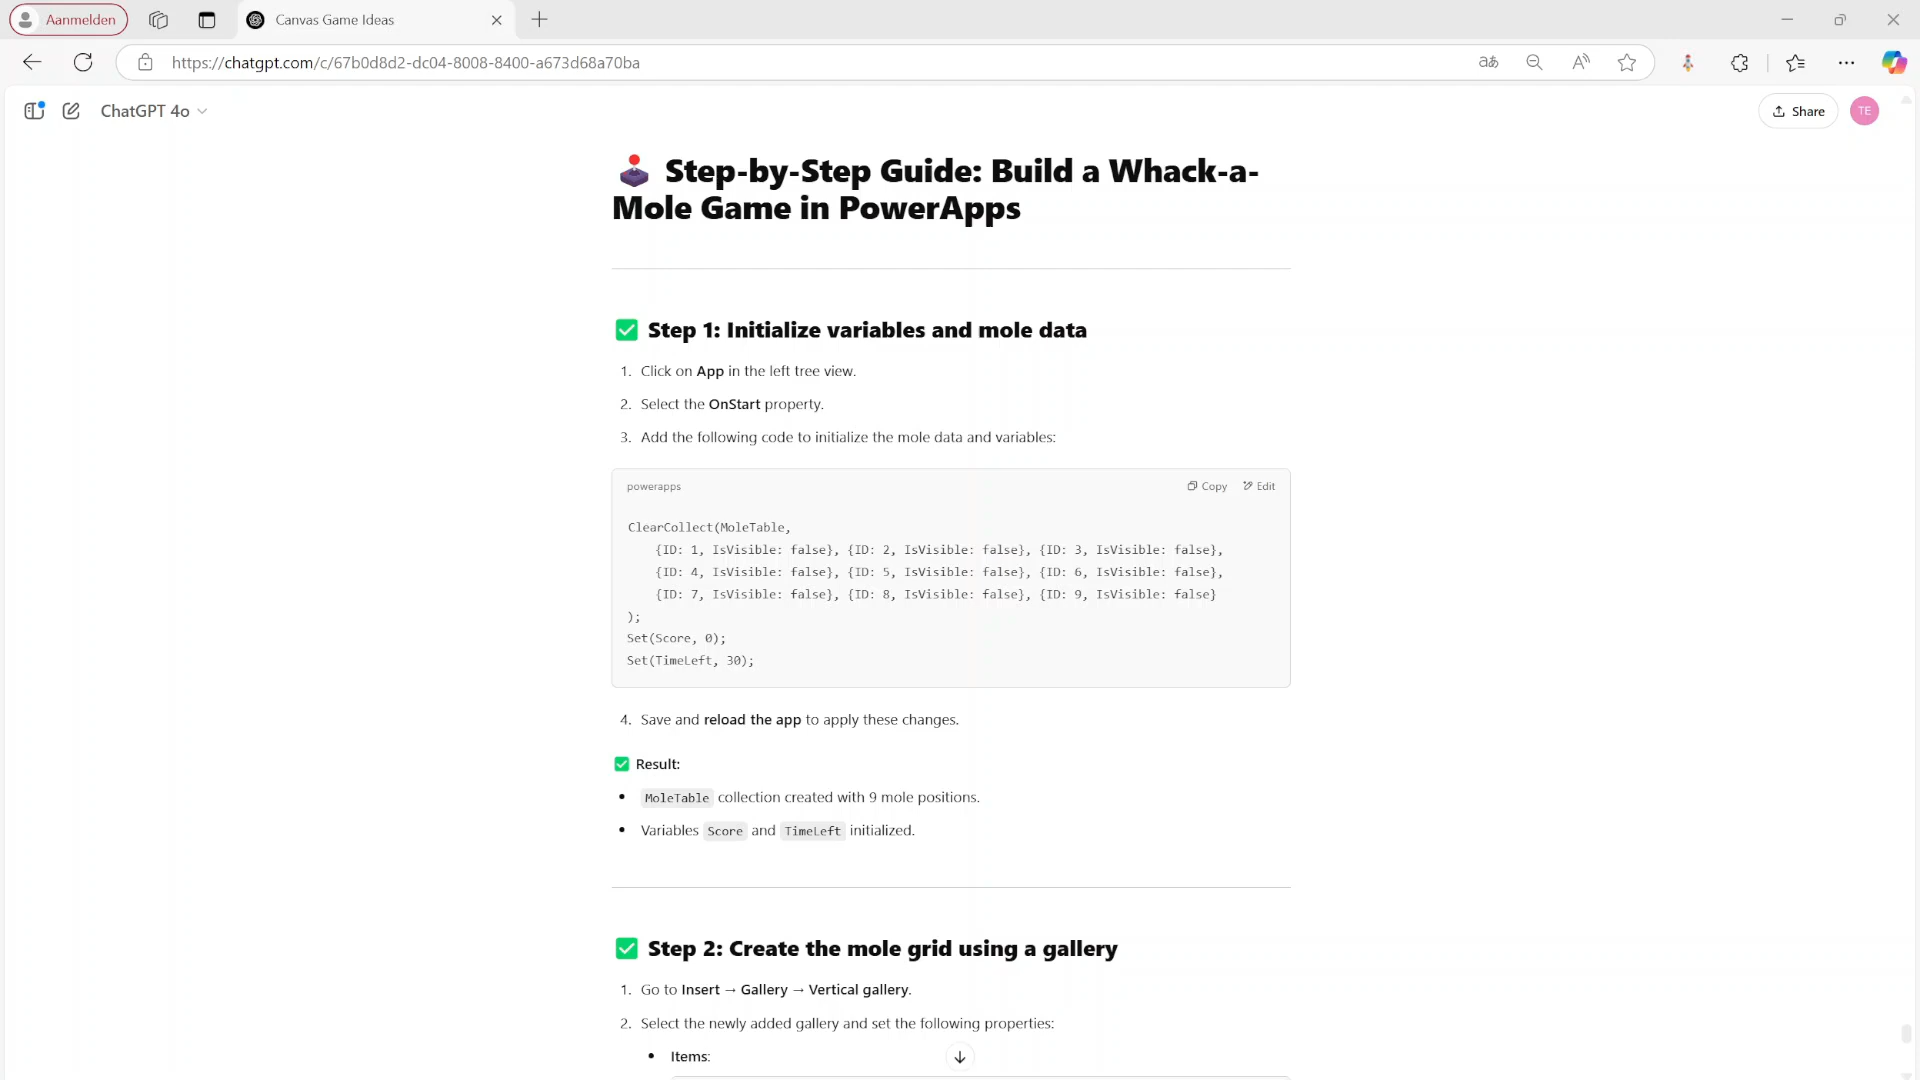 Aanmelden
Canvas Game Ideas
https://chatgpt.com/c/67b0d8d2-dc04-8008-8400-a673d68a70ba
aあ
ChatGPT 4o
Share
TE
Step-by-Step Guide: Build a Whack-a-
Mole Game in PowerApps
Step 1: Initialize variables and mole data
1. Click on App in the left tree view.
2. Select the OnStart property.
3. Add the following code to initialize the mole data and variables:
powerapps
Copy
Edit
ClearCollect(MoleTable,
{ID: 1, IsVisible: false}, {ID: 2, IsVisible: false}, {ID: 3, IsVisible: false},
{ID: 4, IsVisible: false}, {ID: 5, IsVisible: false}, {ID: 6, IsVisible: false},
{ID: 7, IsVisible: false}, {ID: 8, IsVisible: false}, {ID: 9, IsVisible: false}
);
Set(Score, 0);
Set(TimeLeft, 30);
4. Save and reload the app to apply these changes.
Result:
• MoleTable collection created with 9 mole positions.
• Variables Score and TimeLeft initialized.
Step 2: Create the mole grid using a gallery
1. Go to Insert → Gallery → Vertical gallery.
2. Select the newly added gallery and set the following properties:
• Items: